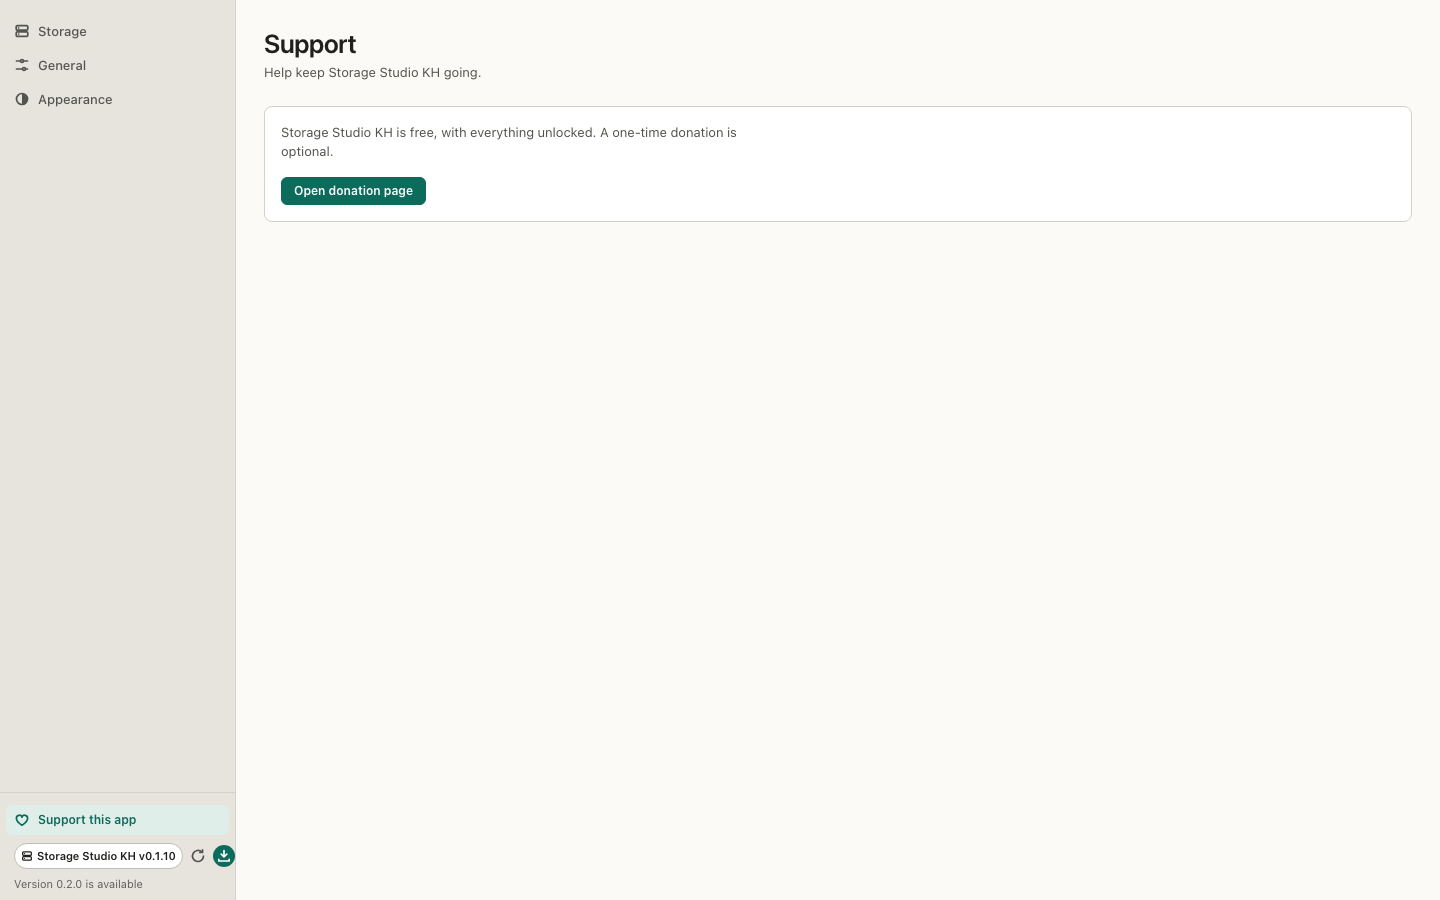 Storage
General
Appearance
Support
Help keep Storage Studio KH going.
Storage Studio KH is free, with everything unlocked. A one-time donation is
optional.
Open donation page
Support this app
Storage Studio KH v0.1.10
Version 0.2.0 is available